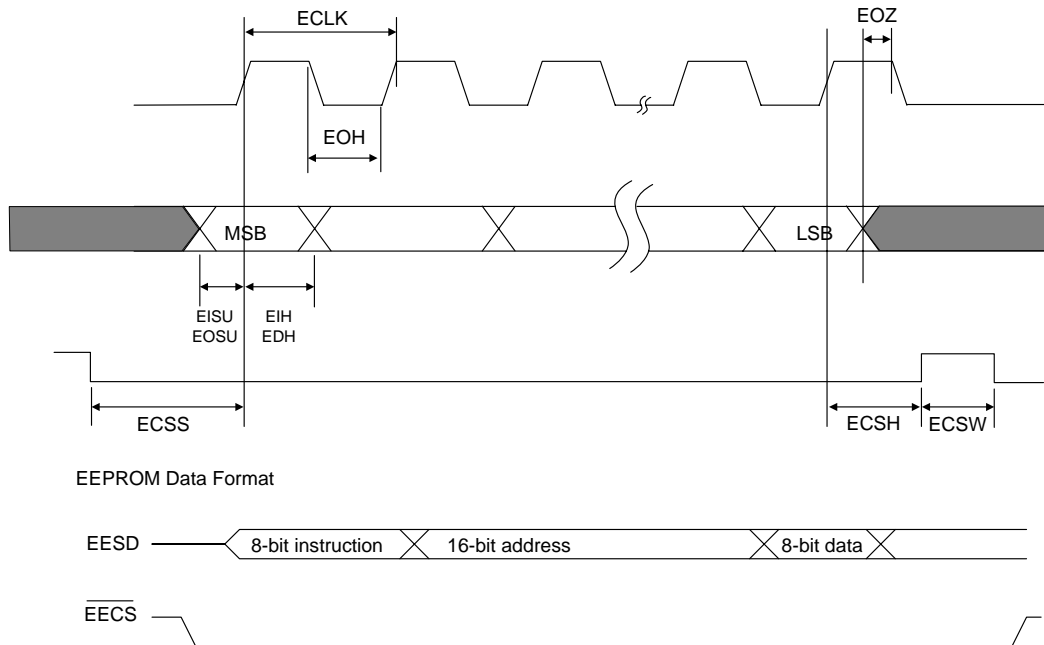 ECLK
EOZ
EOH
MSB
LSB
EISU
EOSU
EIH
EDH
ECSS
ECSH
ECSW
EEPROM Data Format
EESD
8-bit instruction
16-bit address
8-bit data
EECS